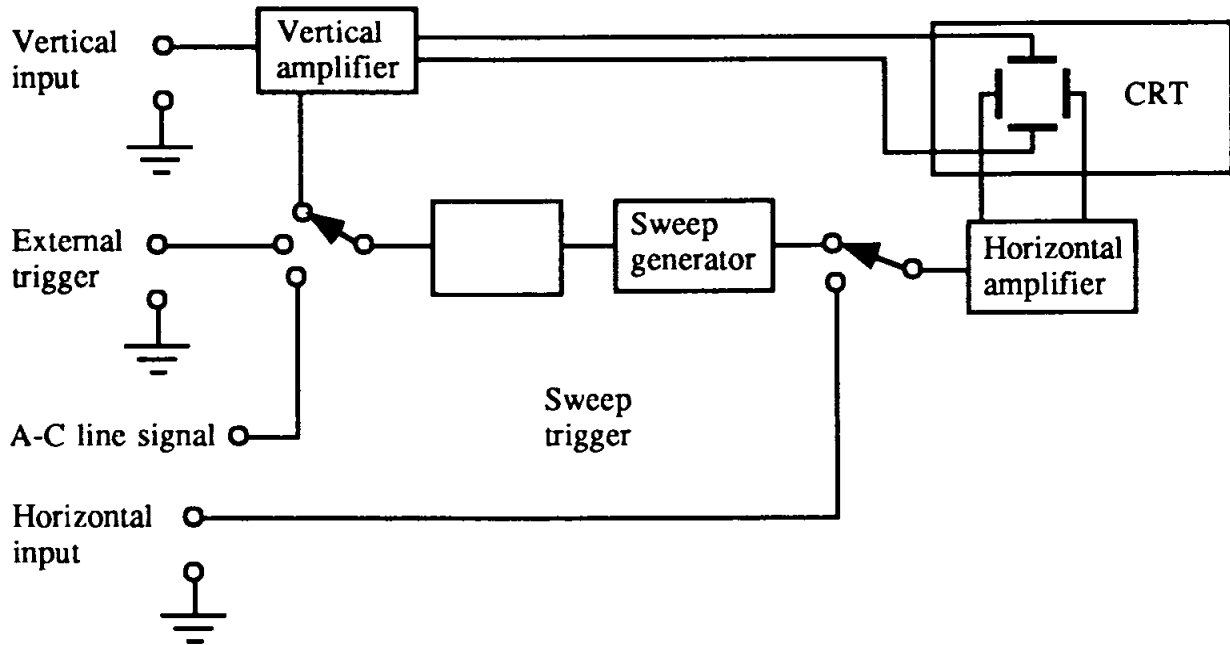 Vertical
input
Vertical
amplifier
CRT
External
trigger
Sweep
generator
Horizontal
amplifier
Sweep
trigger
A-C line signal
Horizontal
input